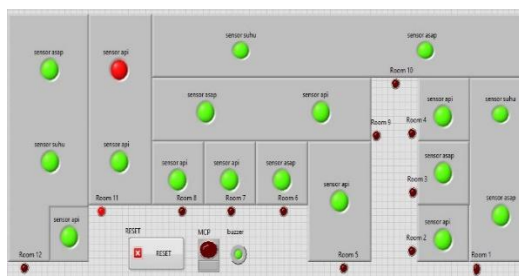 sensor suhu
sensor asap
sensor asap
sensor api
Room 10
sensor asap
sensor api
sensor api
sensor suhu
Room 9
Room 4
sensor suhu
sensor api
sensor api
sensor api
sensor asap
sensor asap
sensor api
Room 3
Room 11
Room 8
Room 7
Room 6
sensor asap
sensor api
sensor api
RESET
RESET
MCP
buzzer
Room 2
Room 12
Room 5
Room 1